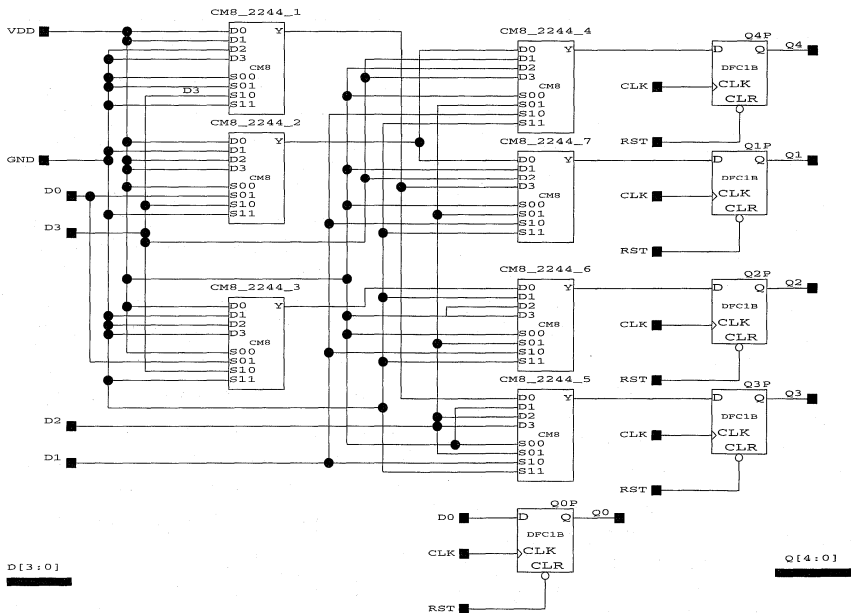 CM8_2244_1
VDD
D0 Y
D1
D2
D3
CM8
S00
S01
S10
S11
D3
CM8_2244_2
D0 Y
D1
D2
D3
CM8
S00
S01
S10
S11
GND
D0
D3
CM8_2244_3
D0 Y
D1
D2
D3
CM8
S00
S01
S10
S11
D2
D1
CM8_2244_4
D0 Y
D1
D2
D3
CM8
S00
S01
S10
S11
CM8_2244_7
D0 Y
D1
D2
D3
CM8
S00
S01
S10
S11
CM8_2244_6
D0 Y
D1
D2
D3
CM8
S00
S01
S10
S11
CM8_2244_5
D0 Y
D1
D2
D3
CM8
S00
S01
S10
S11
Q4P
D Q
Q4
DFC1B
CLK
CLK
CLR
RST
Q1P
D Q
Q1
DFC1B
CLK
CLK
CLR
RST
Q2P
D Q
Q2
DFC1B
CLK
CLK
CLR
RST
Q3P
D Q
Q3
DFC1B
CLK
CLK
CLR
RST
Q0P
D0
D Q
Q0
DFC1B
CLK
CLK
CLR
RST
D[3:0]
Q[4:0]